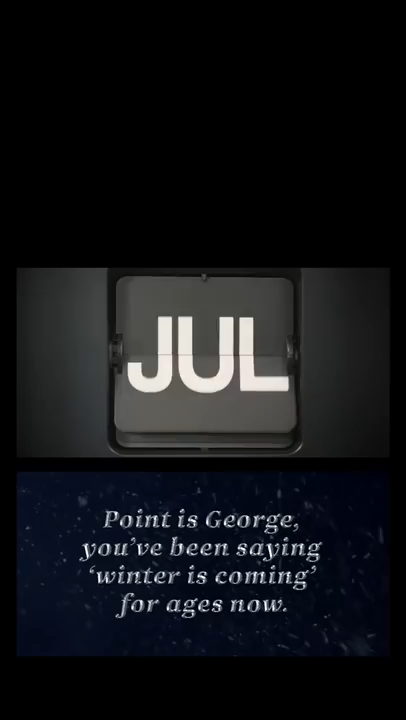 JUL
Point is George,
you've been saying
‘winter is coming’
for ages now.